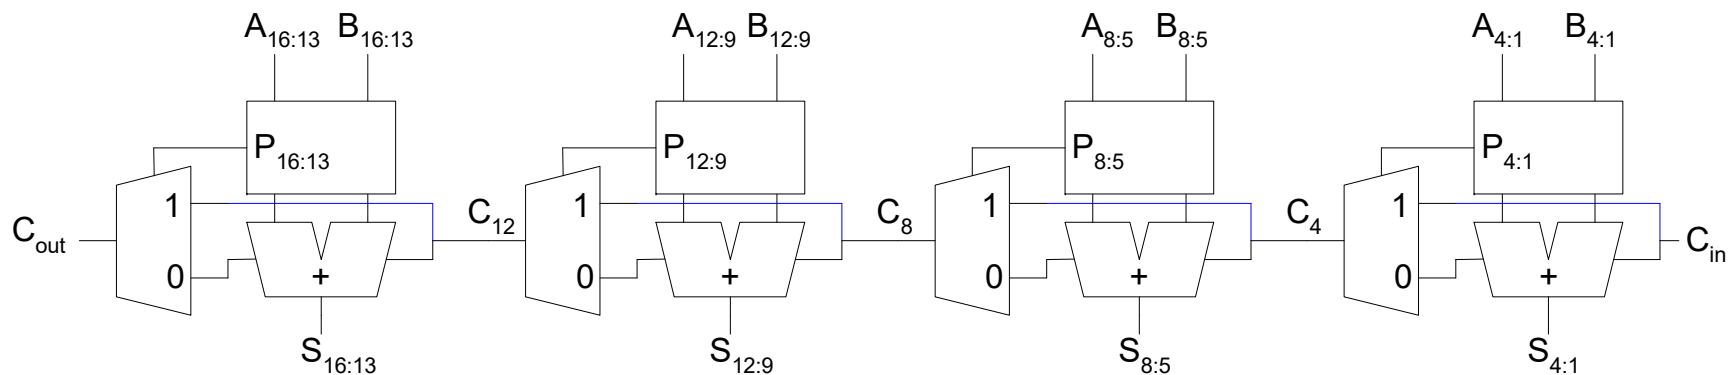 A16:13 B16:13 A12:9 B12:9 A8:5 B8:5 A4:1 B4:1
P16:13 P12:9 P8:5 P4:1
1 1 1 1
Cout C12 C8 C4 Cin
0 + 0 + 0 + 0 +
S16:13 S12:9 S8:5 S4:1